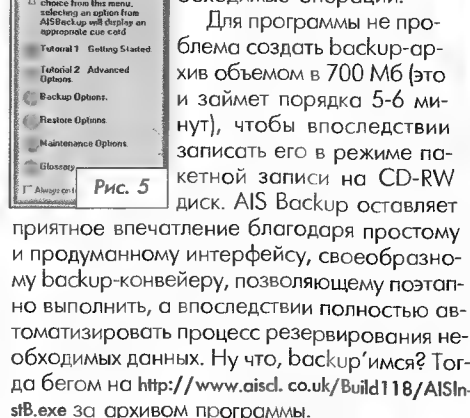 choice from this menu.
selecting an option from
AISBackup will display an
appropriate cue card
Tutorial 1 Getting Started
Tutorial 2 Advanced
Options.
Backup Options.
Restore Options
Maintenance Options.
Glossary
Always on
Рис. 5
операций.
Для программы не про-
блема создать backup-ар-
хив объемом в 700 Мб (это
и займет порядка 5-6 ми-
нут), чтобы впоследствии
записать его в режиме па-
кетной записи на CD-RW
диск. AIS Backup оставляет
приятное впечатление благодаря простому
и продуманному интерфейсу, своеобразно-
му backup-конвейеру, позволяющему поэтап-
но выполнить, а впоследствии полностью ав-
томатизировать процесс резервирования не-
обходимых данных. Ну что, backup'имся? Тог-
да бегом на http://www.aiscl. co.uk/Build118/AISIn-
stB.exe за архивом программы.